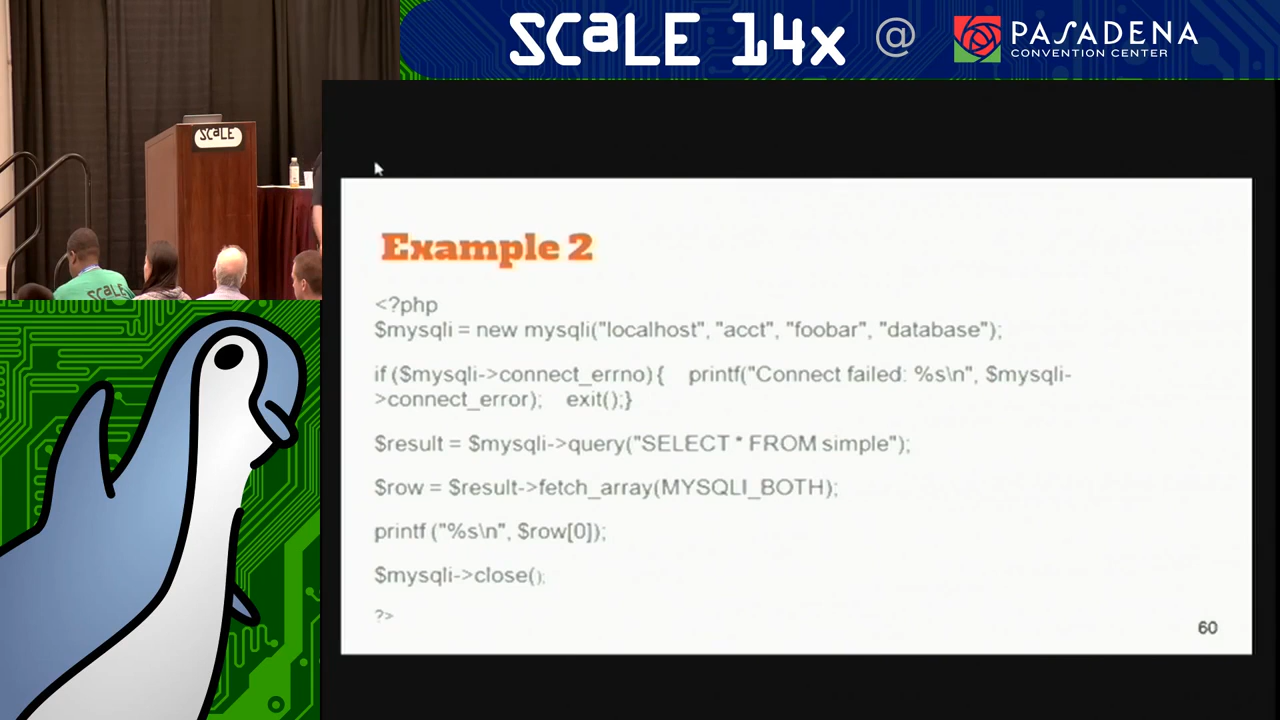 SCaLE 14x @ PASADENA
CONVENTION CENTER
SCaLE
SCaLE
Example 2
<?php
$mysqli = new mysqli("localhost", "acct", "foobar", "database");
if ($mysqli->connect_errno) {    printf("Connect failed: %s\n", $mysqli-
>connect_error);    exit();}
$result = $mysqli->query("SELECT * FROM simple");
$row = $result->fetch_array(MYSQLI_BOTH);
printf ("%s\n", $row[0]);
$mysqli->close();
?>
60